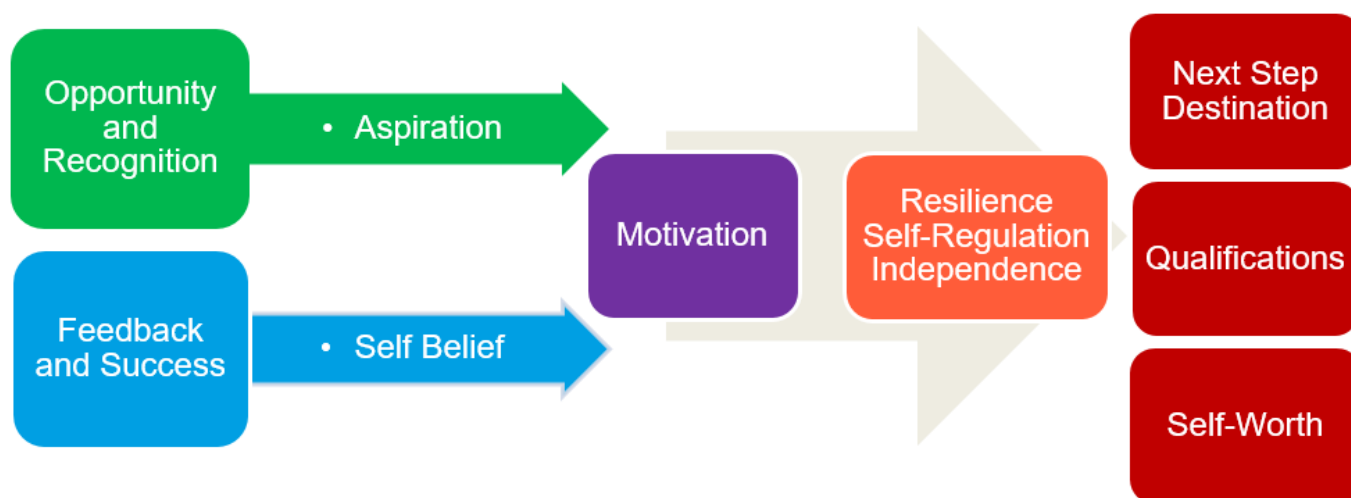 Opportunity
and
Recognition
• Aspiration
Feedback
and Success
• Self Belief
Motivation
Resilience
Self-Regulation
Independence
Next Step
Destination
Qualifications
Self-Worth